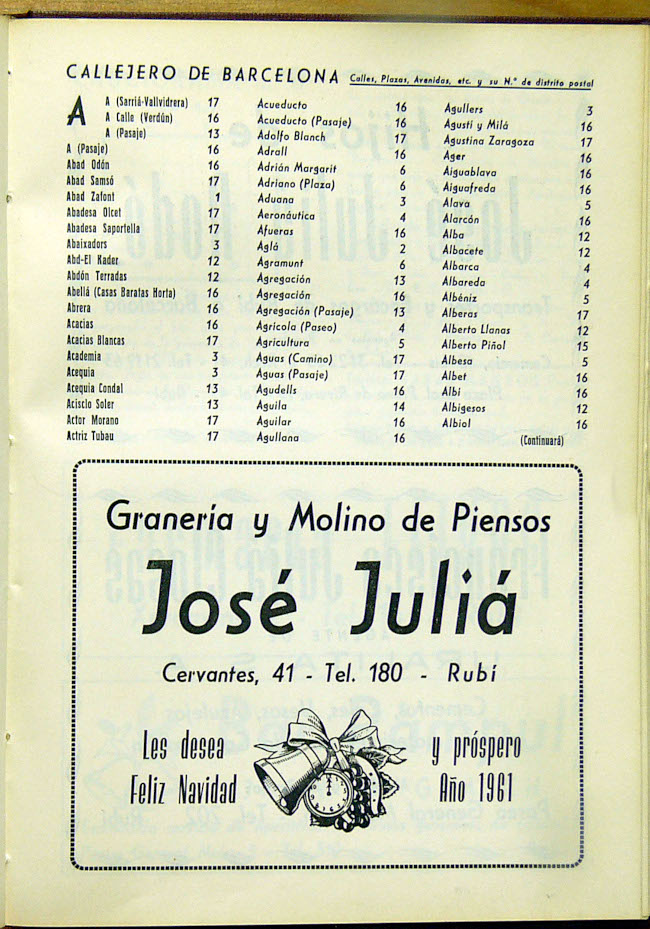 CALLEJERO DE BARCELONA Calles, Plazas, Avenidas, etc. y su N.º de distrito postal
A A (Sarriá-Vallvidrera) 17
A Calle (Verdún) 16
A (Pasaje) 13
A (Pasaje) 16
Abad Odón 16
Abad Samsó 17
Abad Zafont 1
Abadesa Olcet 17
Abadesa Saportella 17
Abaixadors 3
Abd-El Kader 12
Abdón Terradas 12
Abellá (Casas Baratas Horta) 16
Abrera 16
Acacias 16
Acacias Blancas 17
Academia 3
Acequia 3
Acequia Condal 13
Acisclo Soler 13
Actor Morano 17
Actriz Tubau 17
Acueducto 16
Acueducto (Pasaje) 16
Adolfo Blanch 17
Adrall 16
Adrián Margarit 6
Adriano (Plaza) 6
Aduana 3
Aeronáutica 4
Afueras 16
Aglá 2
Agramunt 6
Agregación 13
Agregación 16
Agregación (Pasaje) 13
Agrícola (Paseo) 4
Agricultura 5
Aguas (Camino) 17
Aguas (Pasaje) 17
Agudells 16
Aguila 14
Aguilar 16
Agullana 16
Agullers 3
Agustí y Milá 16
Agustina Zaragoza 17
Ager 16
Aiguablava 16
Aiguafreda 16
Alava 5
Alarcón 16
Alba 12
Albacete 12
Albarca 4
Albareda 4
Albéniz 5
Alberas 17
Alberto Llanas 12
Alberto Piñol 15
Albesa 5
Albet 16
Albí 16
Albigesos 12
Albiol 16
(Continuará)
Granería y Molino de Piensos
José Juliá
Cervantes, 41 - Tel. 180 - Rubí
Les desea y próspero
Feliz Navidad Año 1961